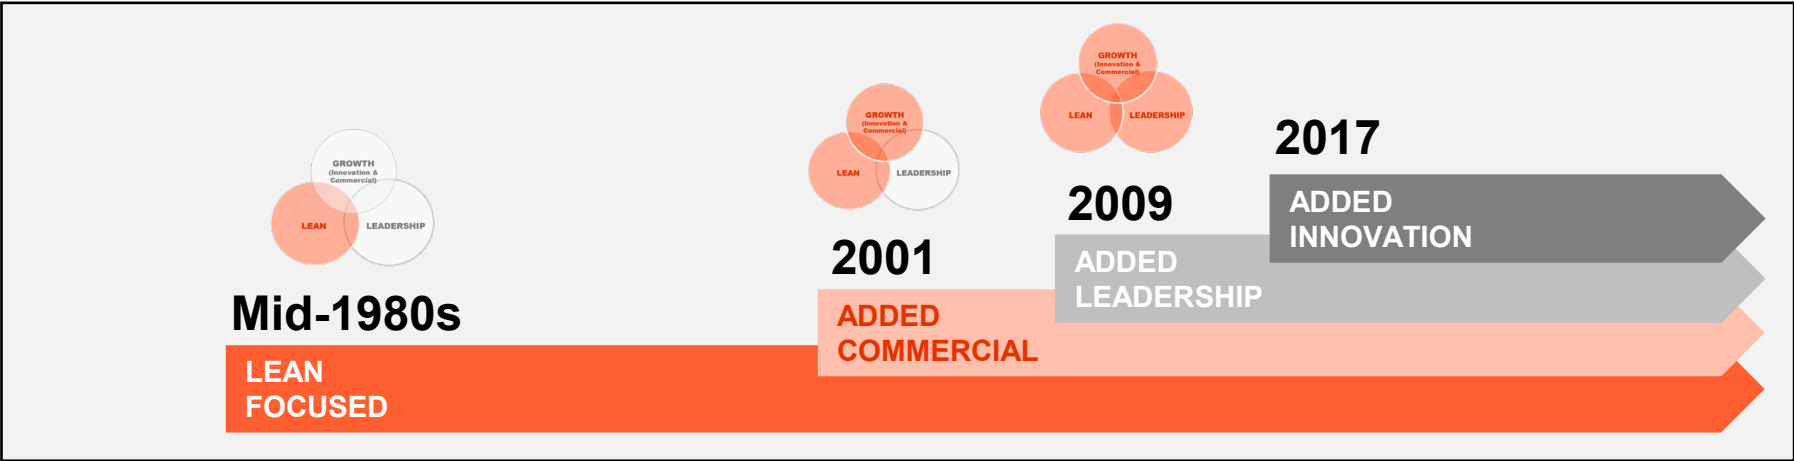 GROWTH
(Innovation &
Commercial)
LEAN
LEADERSHIP
Mid-1980s
LEAN
FOCUSED
GROWTH
(Innovation &
Commercial)
LEAN
LEADERSHIP
2001
ADDED
COMMERCIAL
GROWTH
(Innovation &
Commercial)
LEAN
LEADERSHIP
2009
ADDED
LEADERSHIP
2017
ADDED
INNOVATION